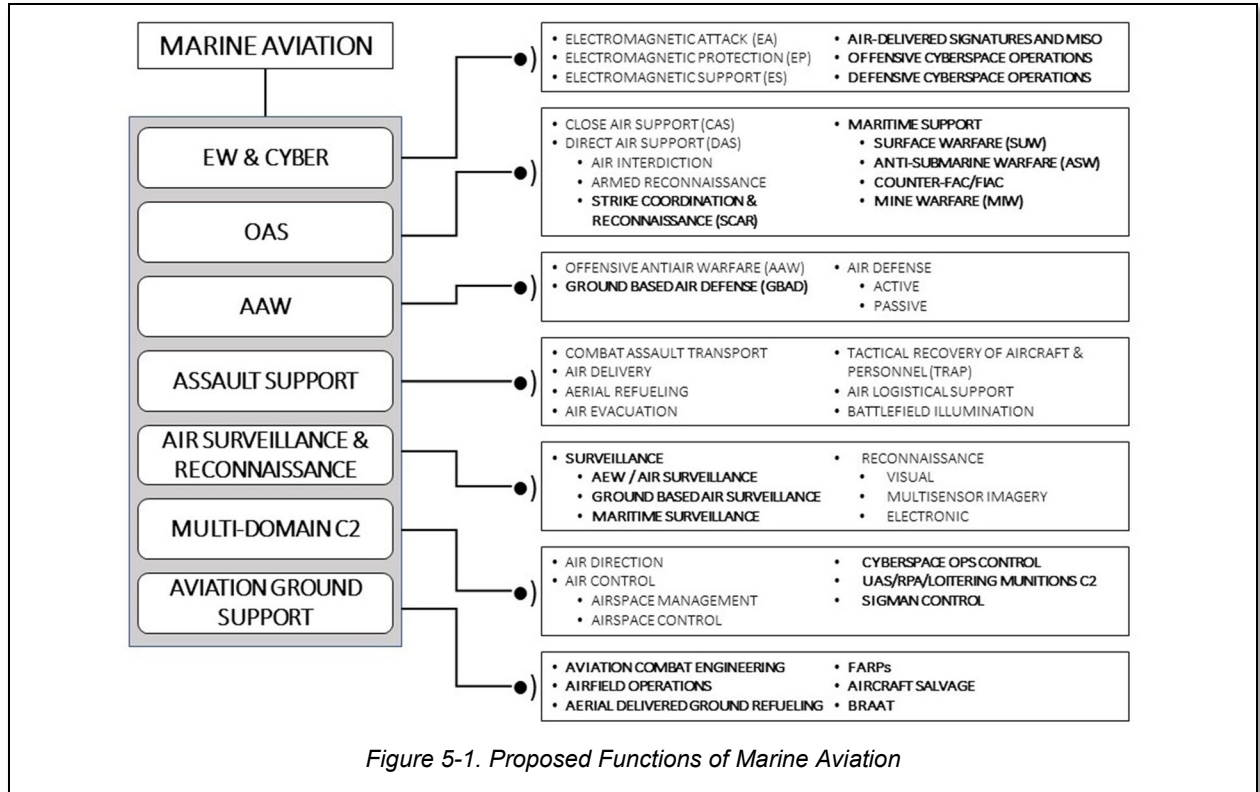 MARINE AVIATION
EW & CYBER
OAS
AAW
ASSAULT SUPPORT
AIR SURVEILLANCE &
RECONNAISSANCE
MULTI-DOMAIN C2
AVIATION GROUND
SUPPORT
• ELECTROMAGNETIC ATTACK (EA)
• ELECTROMAGNETIC PROTECTION (EP)
• ELECTROMAGNETIC SUPPORT (ES)
• AIR-DELIVERED SIGNATURES AND MISO
• OFFENSIVE CYBERSPACE OPERATIONS
• DEFENSIVE CYBERSPACE OPERATIONS
• CLOSE AIR SUPPORT (CAS)
• DIRECT AIR SUPPORT (DAS)
• AIR INTERDICTION
• ARMED RECONNAISSANCE
• STRIKE COORDINATION &
RECONNAISSANCE (SCAR)
• MARITIME SUPPORT
• SURFACE WARFARE (SUW)
• ANTI-SUBMARINE WARFARE (ASW)
• COUNTER-FAC/FIAC
• MINE WARFARE (MIW)
• OFFENSIVE ANTIAIR WARFARE (AAW)
• GROUND BASED AIR DEFENSE (GBAD)
• AIR DEFENSE
• ACTIVE
• PASSIVE
• COMBAT ASSAULT TRANSPORT
• AIR DELIVERY
• AERIAL REFUELING
• AIR EVACUATION
• TACTICAL RECOVERY OF AIRCRAFT &
PERSONNEL (TRAP)
• AIR LOGISTICAL SUPPORT
• BATTLEFIELD ILLUMINATION
• SURVEILLANCE
• AEW / AIR SURVEILLANCE
• GROUND BASED AIR SURVEILLANCE
• MARITIME SURVEILLANCE
• RECONNAISSANCE
• VISUAL
• MULTISENSOR IMAGERY
• ELECTRONIC
• AIR DIRECTION
• AIR CONTROL
• AIRSPACE MANAGEMENT
• AIRSPACE CONTROL
• CYBERSPACE OPS CONTROL
• UAS/RPA/LOITERING MUNITIONS C2
• SIGMAN CONTROL
• AVIATION COMBAT ENGINEERING
• AIRFIELD OPERATIONS
• AERIAL DELIVERED GROUND REFUELING
• FARPs
• AIRCRAFT SALVAGE
• BRAAT
Figure 5-1. Proposed Functions of Marine Aviation